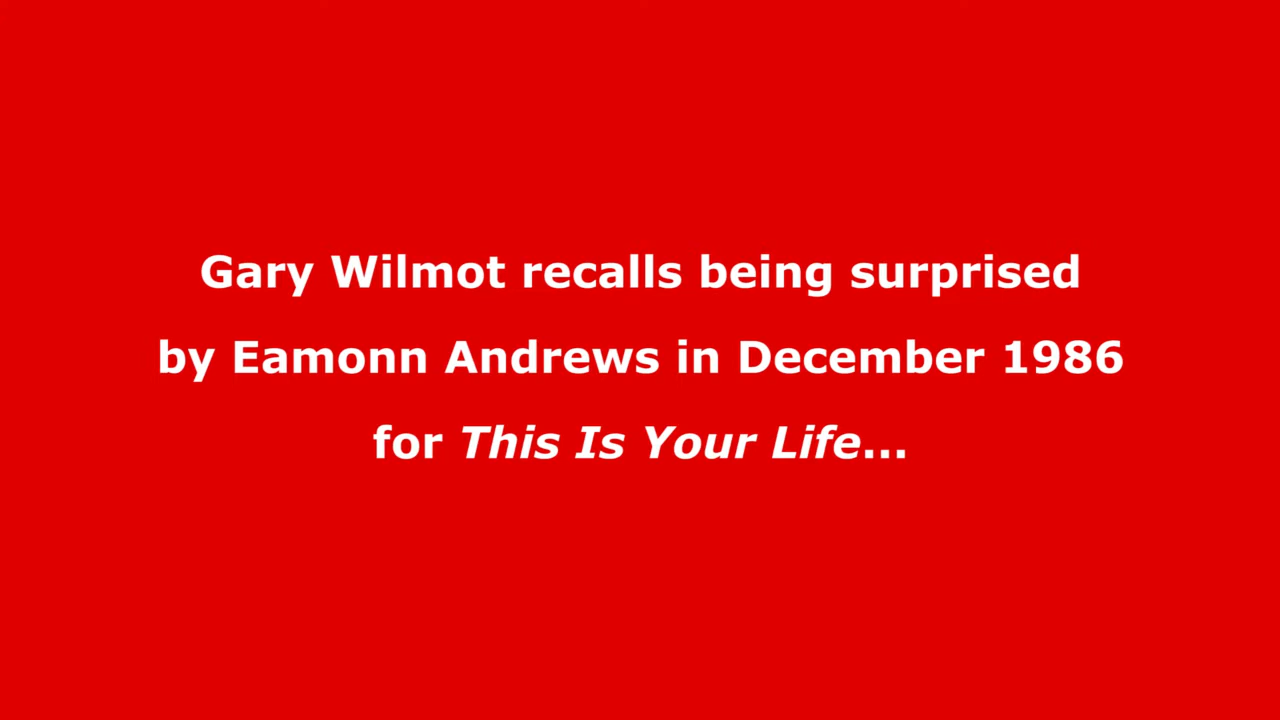 Gary Wilmot recalls being surprised
by Eamonn Andrews in December 1986
for This Is Your Life...